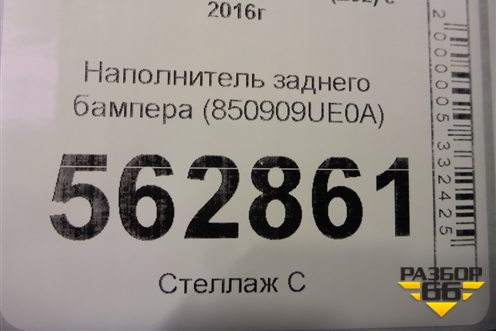 2016г
Наполнитель заднего
бампера (850909UE0A)
562861
Стеллаж С
2000005332425
РАЗБОР
66